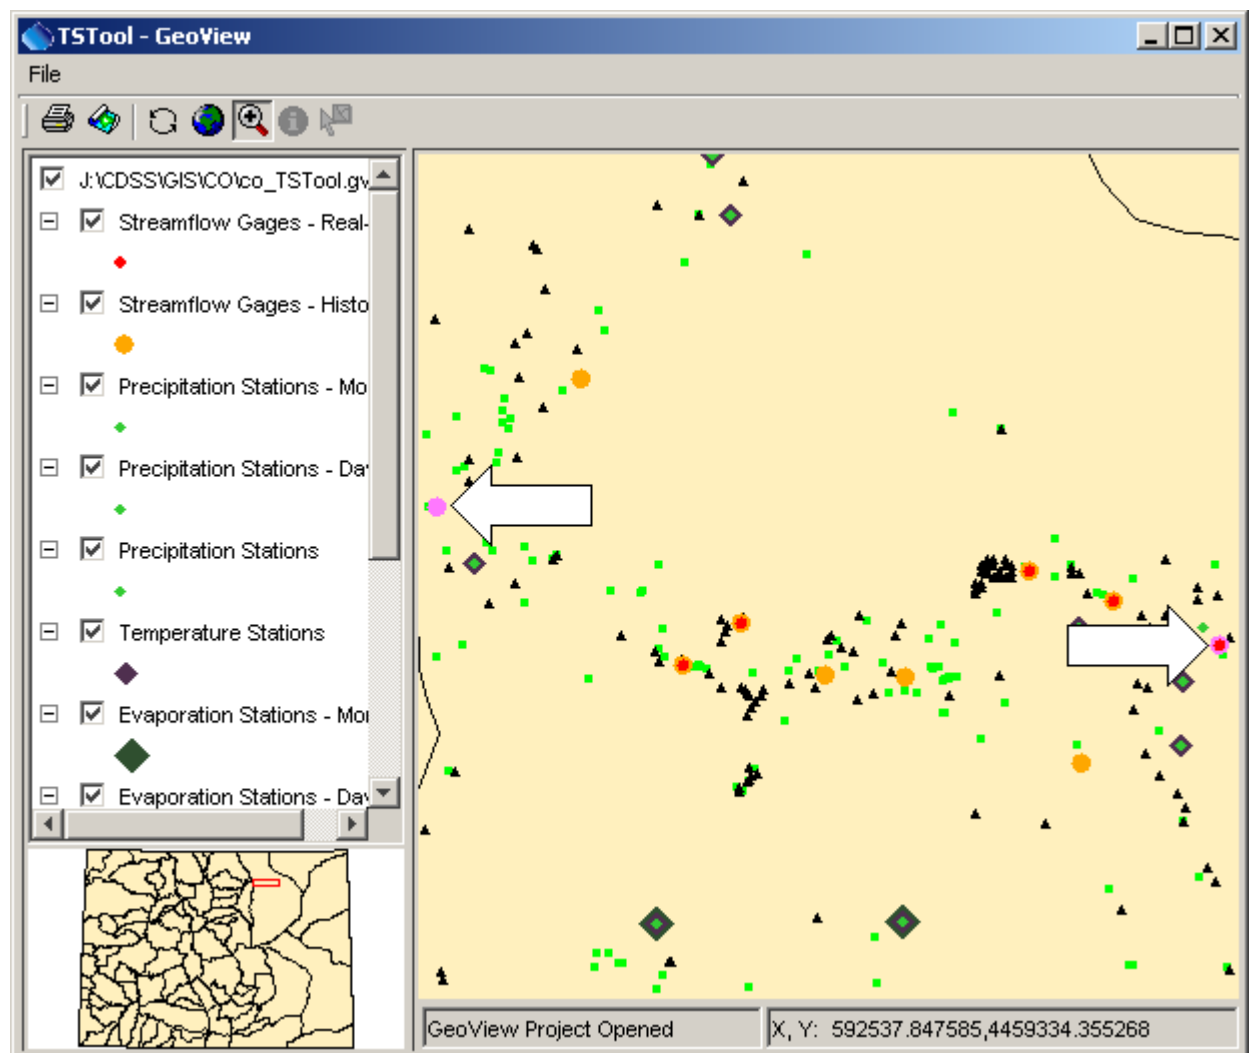 TSTool - GeoView
File
J:\CDSS\GIS\CO\co_TSTool.gv
Streamflow Gages - Real-
Streamflow Gages - Histo
Precipitation Stations - Mo
Precipitation Stations - Da
Precipitation Stations
Temperature Stations
Evaporation Stations - Mo
Evaporation Stations - Da
GeoView Project Opened
X, Y: 592537.847585,4459334.355268